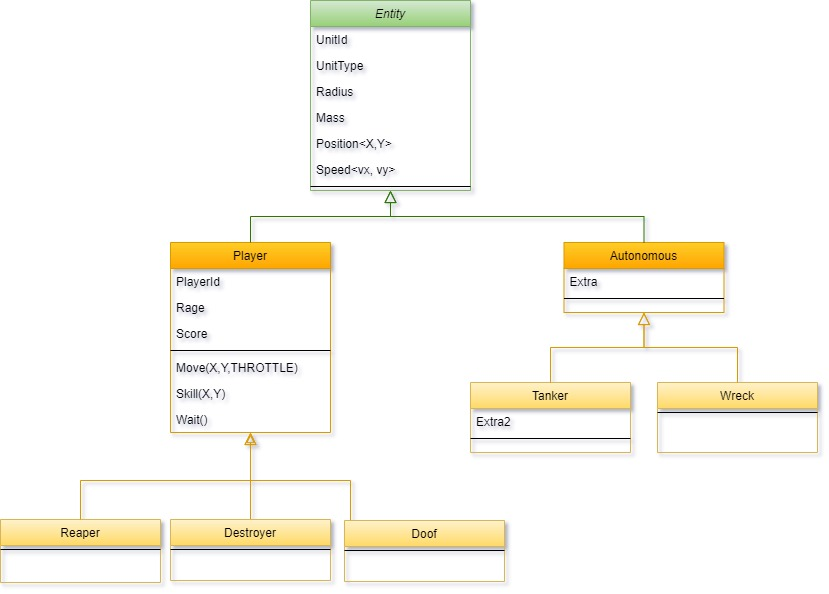 Entity
UnitId
UnitType
Radius
Mass
Position<X,Y>
Speed<vx, vy>
Player
PlayerId
Rage
Score
Move(X,Y,THROTTLE)
Skill(X,Y)
Wait()
Autonomous
Extra
Tanker
Extra2
Wreck
Reaper
Destroyer
Doof